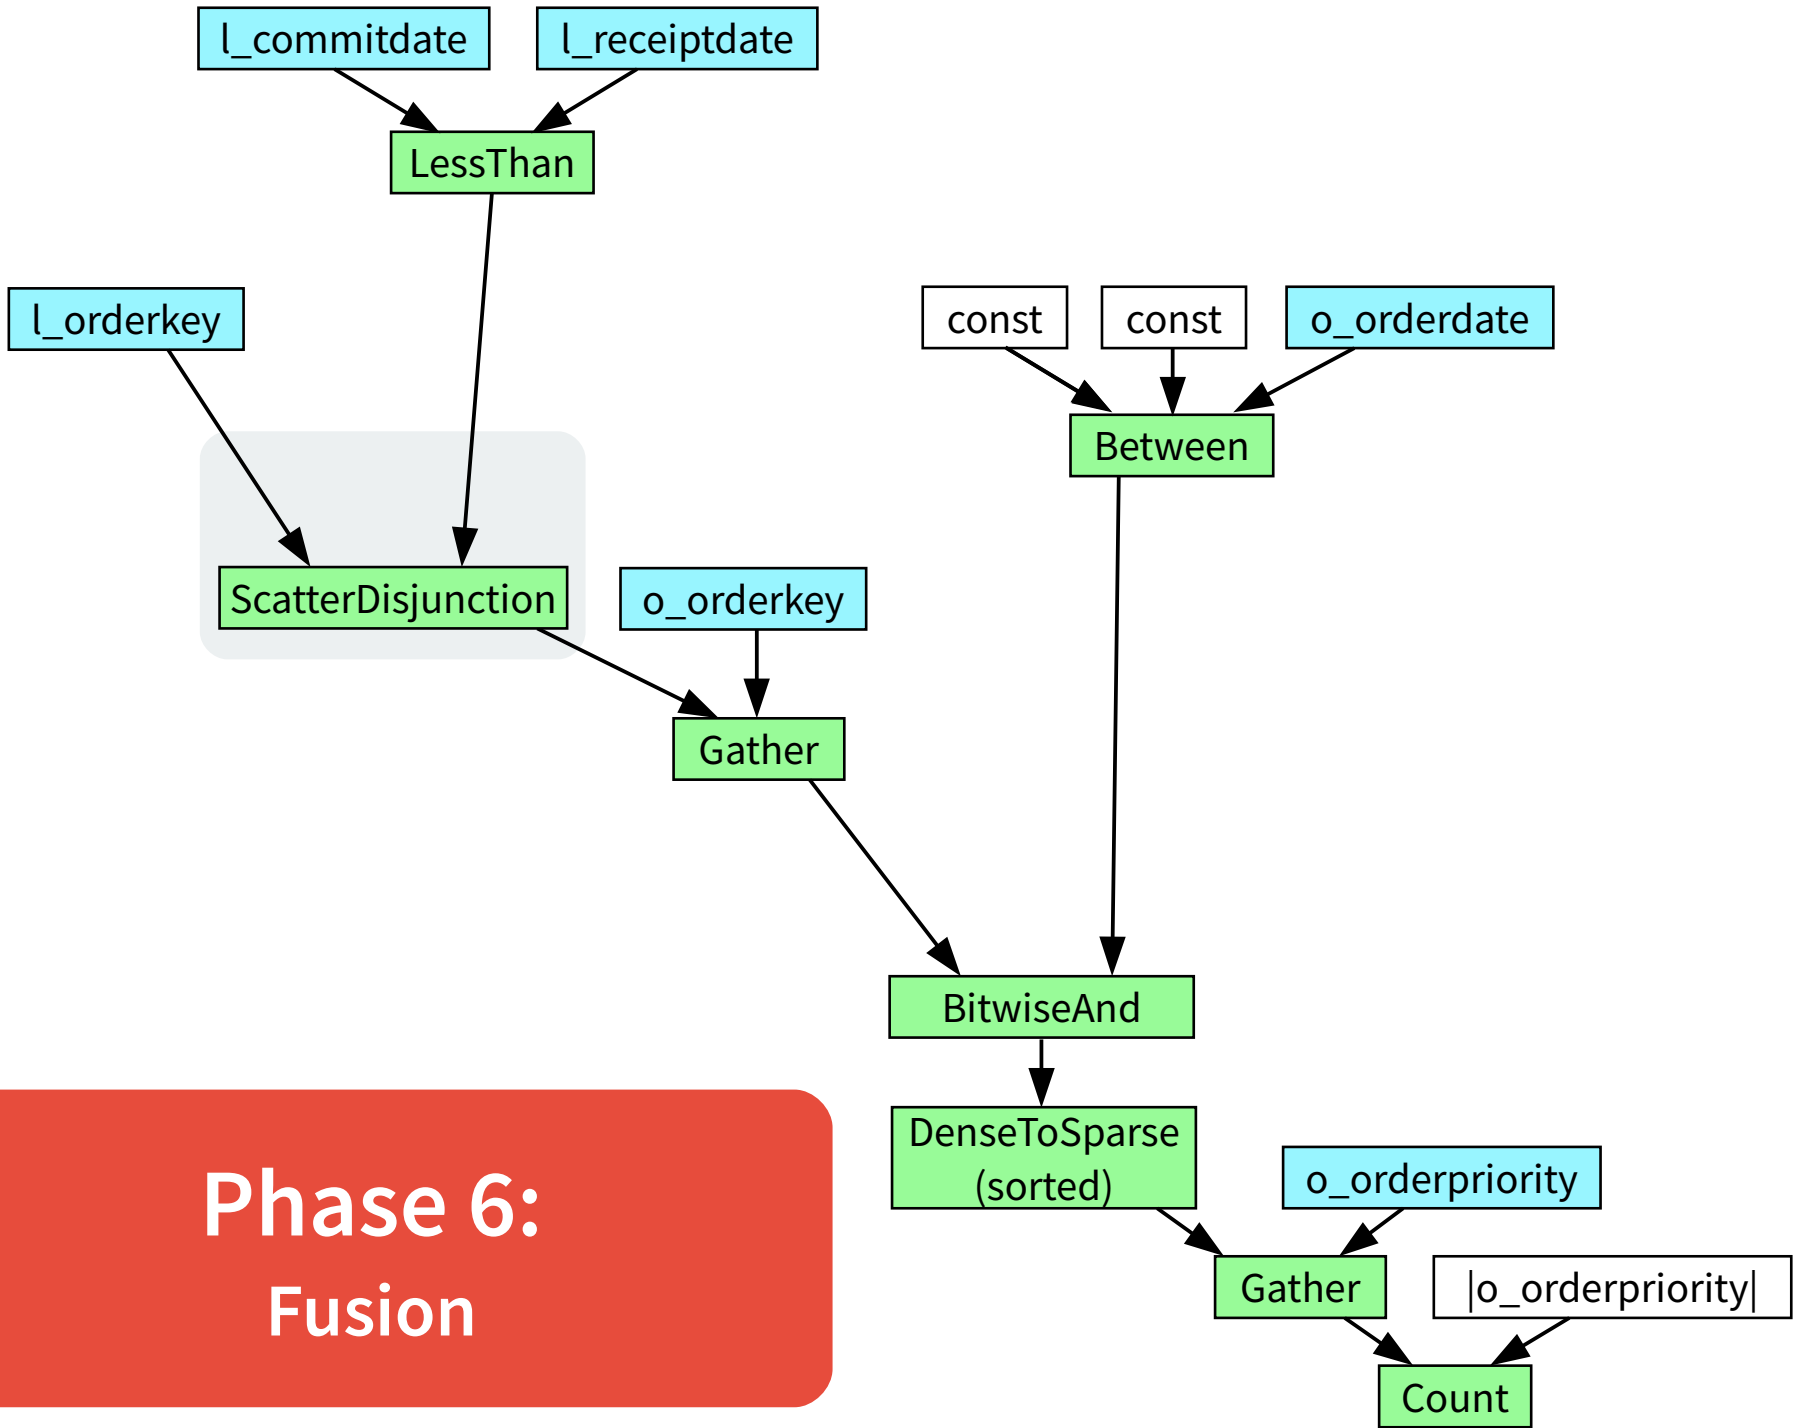 l_commitdate
l_receiptdate
LessThan
l_orderkey
const
const
o_orderdate
Between
ScatterDisjunction
o_orderkey
Gather
BitwiseAnd
DenseToSparse
(sorted)
o_orderpriority
Gather
|o_orderpriority|
Count
Phase 6:
Fusion